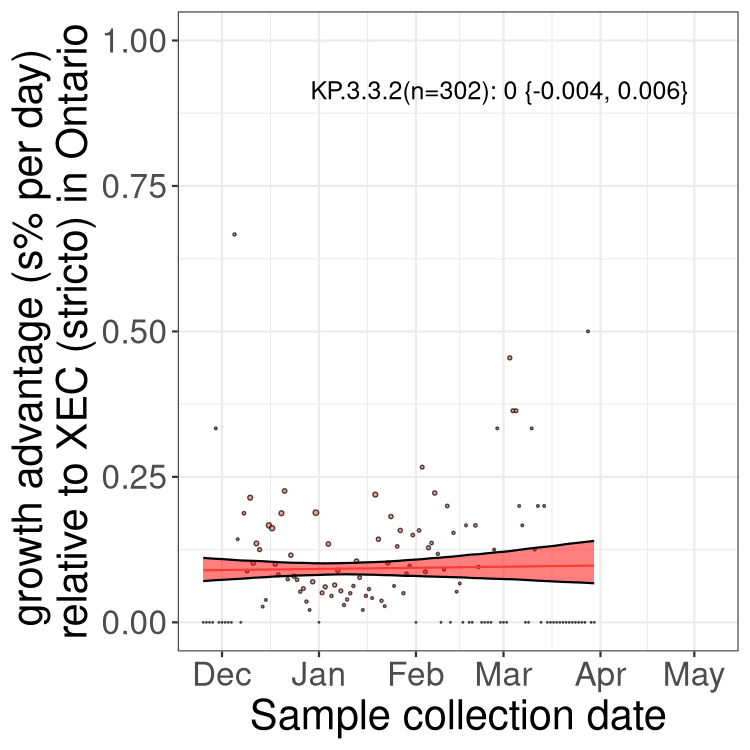 growth advantage (s% per day)
relative to XEC (stricto) in Ontario
1.00
0.75
0.50
0.25
0.00
KP.3.3.2(n=302): 0 {-0.004, 0.006}
Dec Jan Feb Mar Apr May
Sample collection date